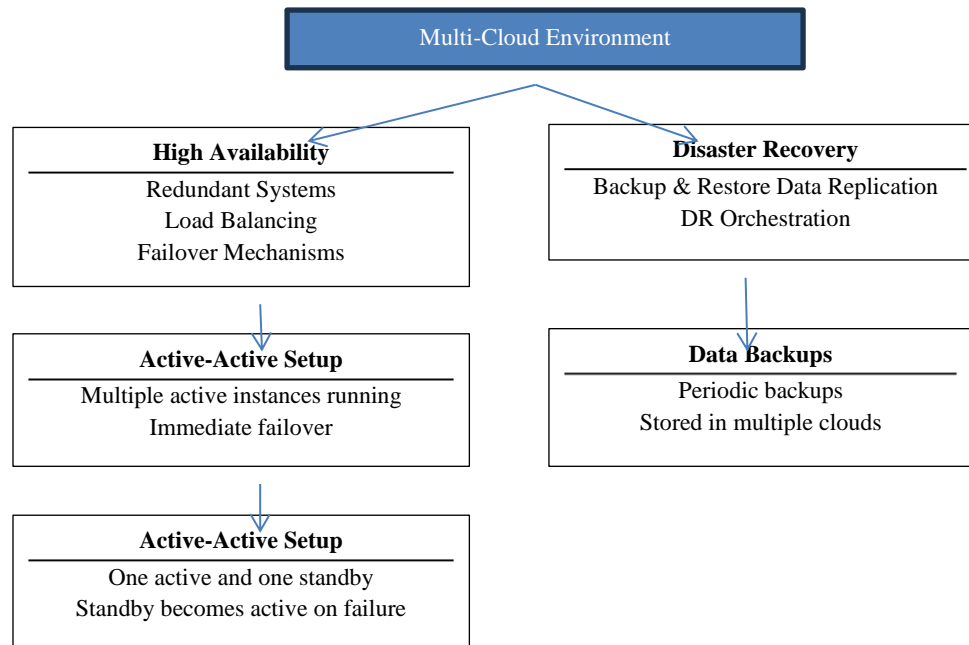 Multi-Cloud Environment
High Availability
Redundant Systems
Load Balancing
Failover Mechanisms
Disaster Recovery
Backup & Restore Data Replication
DR Orchestration
Active-Active Setup
Multiple active instances running
Immediate failover
Data Backups
Periodic backups
Stored in multiple clouds
Active-Active Setup
One active and one standby
Standby becomes active on failure